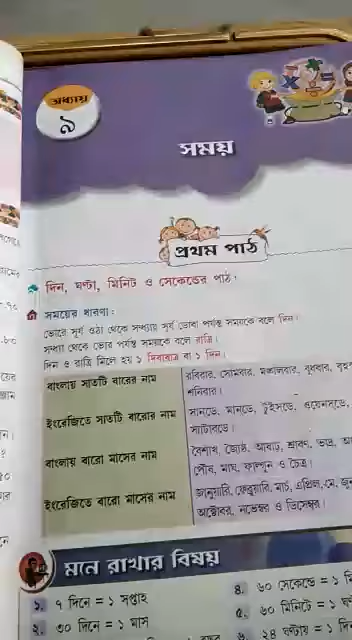 অধ্যায়
৯
সময়
প্রথম পাঠ
দিন, ঘণ্টা, মিনিট ও সেকেন্ডের পাঠ :
সময়ের ধারণা :
ভোরে সূর্য ওঠা থেকে সন্ধ্যায় সূর্য ডোবা পর্যন্ত সময়কে বলে দিন।
সন্ধ্যা থেকে ভোর পর্যন্ত সময়কে বলে রাত্রি।
দিন ও রাত্রি মিলে হয় ১ দিবারাত্র বা ১ দিন।
বাংলায় সাতটি বারের নাম
রবিবার, সোমবার, মঙ্গলবার, বুধবার,
শনিবার।
ইংরেজিতে সাতটি বারের নাম
সানডে, মানডে, টুইসডে, ওয়েনসডে,
স্যাটারডে।
বাংলায় বারো মাসের নাম
বৈশাখ, জ্যৈষ্ঠ, আষাঢ়, শ্রাবণ, ভাদ্র,
পৌষ, মাঘ, ফাল্গুন ও চৈত্র।
ইংরেজিতে বারো মাসের নাম
জানুয়ারি, ফেব্রুয়ারি, মার্চ, এপ্রিল, মে,
অক্টোবর, নভেম্বর ও ডিসেম্বর।
মনে রাখার বিষয়
১. ৭ দিনে = ১ সপ্তাহ
২. ৩০ দিনে = ১ মাস
৪. ৬০ সেকেন্ডে = ১
৫. ৬০ মিনিটে = ১
৬. ২৪ ঘণ্টায় = ১